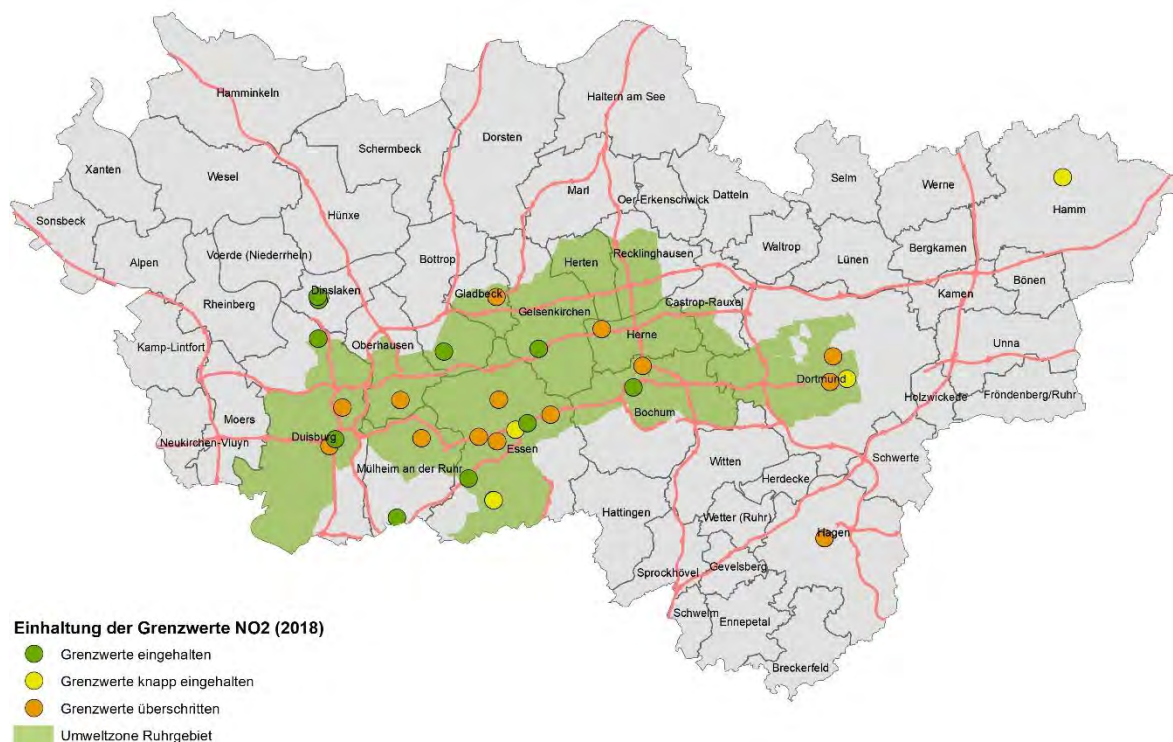 Hamminkeln
Haltern am See
Dorsten
Schermbeck
Xanten
Wesel
Marl
Selm
Werne
Oer-Erkenschwick
Datteln
Hamm
Sonsbeck
Hünxe
Waltrop
Bergkamen
Alpen
Voerde (Niederrhein)
Bottrop
Herten
Recklinghausen
Lünen
Bönen
Dinslaken
Gladbeck
Kamen
Rheinberg
Gelsenkirchen
Castrop-Rauxel
Kamp-Lintfort
Oberhausen
Herne
Unna
Dortmund
Holzwickede
Fröndenberg/Ruhr
Moers
Bochum
Neukirchen-Vluyn
Duisburg
Essen
Schwerte
Mülheim an der Ruhr
Witten
Herdecke
Hattingen
Wetter (Ruhr)
Hagen
Gevelsberg
Sprockhövel
Schwelm
Ennepetal
Breckerfeld
Einhaltung der Grenzwerte NO2 (2018)
Grenzwerte eingehalten
Grenzwerte knapp eingehalten
Grenzwerte überschritten
Umweltzone Ruhrgebiet